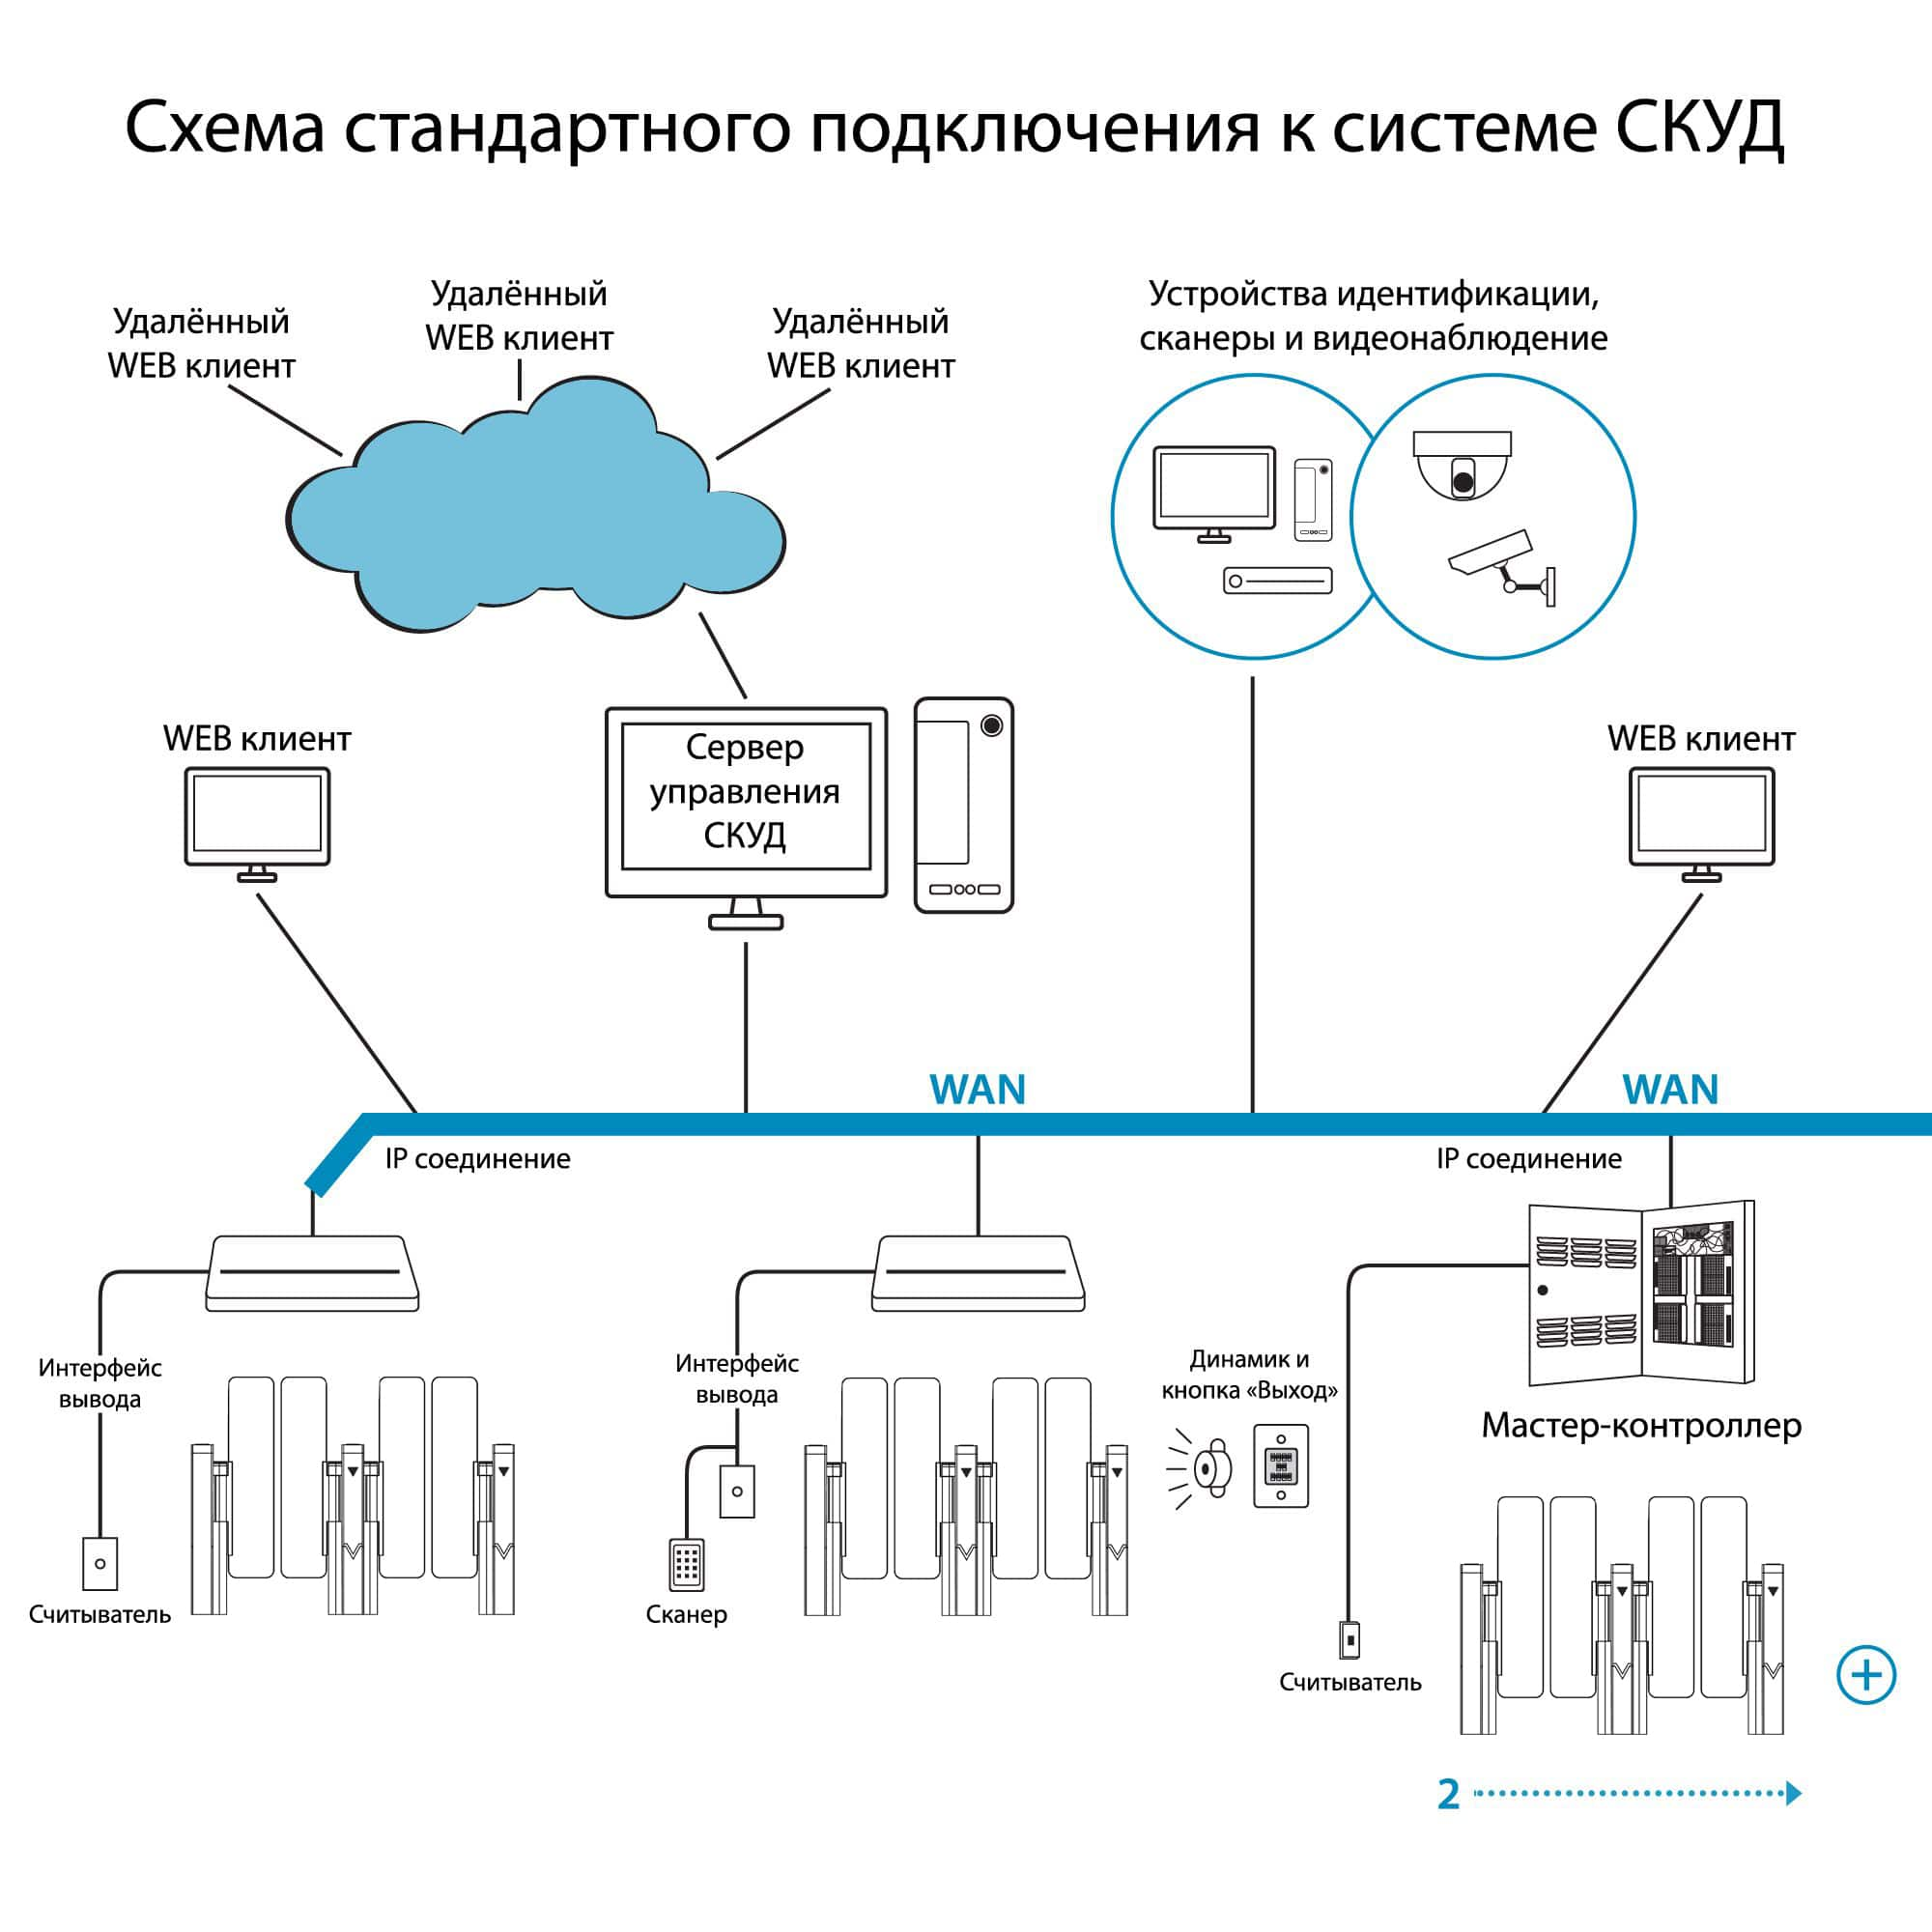 Схема стандартного подключения к системе СКУД
Удалённый
WEB клиент
Удалённый
WEB клиент
Удалённый
WEB клиент
Устройства идентификации,
сканеры и видеонаблюдение
WEB клиент
Сервер
управления
СКУД
WEB клиент
WAN
WAN
IP соединение
IP соединение
Интерфейс
вывода
Считыватель
Интерфейс
вывода
Сканер
Динамик и
кнопка «Выход»
Мастер-контроллер
Считыватель
2